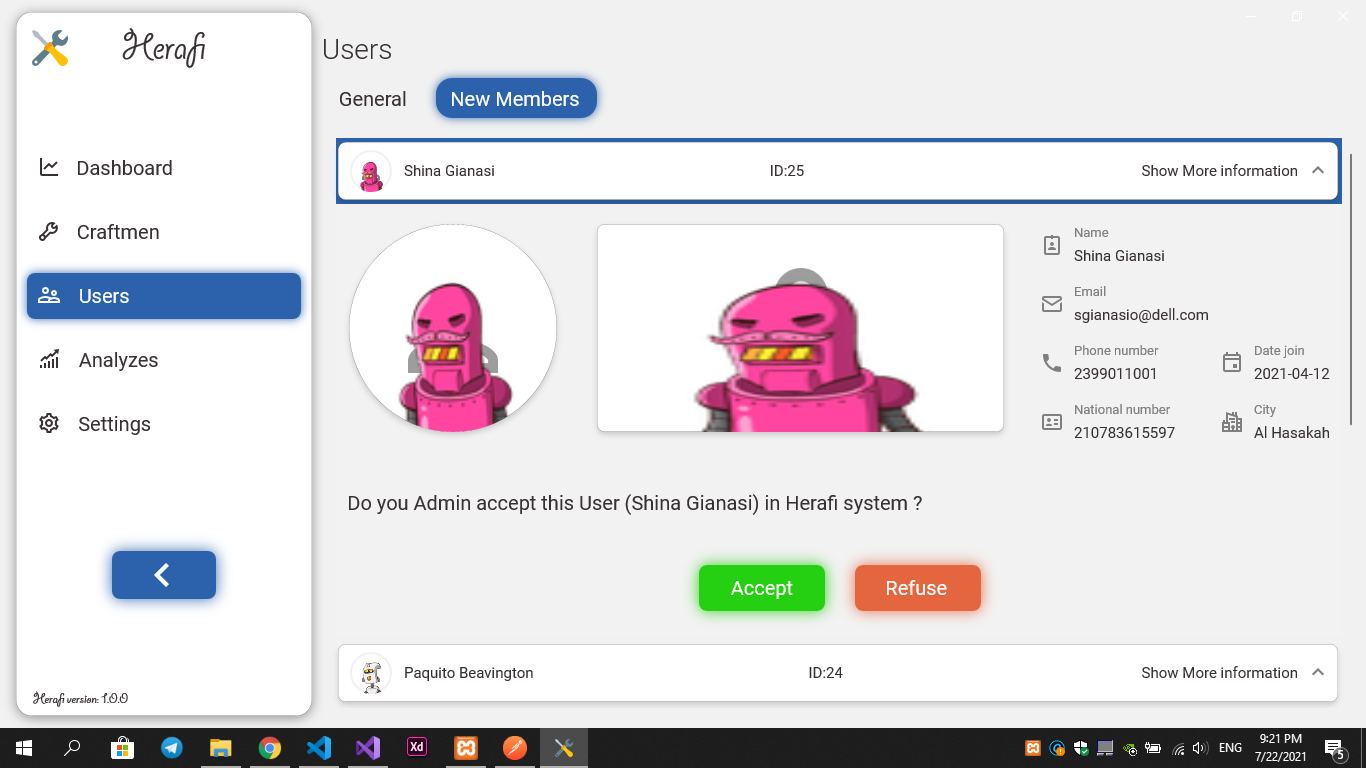 Herafi
Dashboard
Craftmen
Users
Analyzes
Settings
Herafi version: 1.0.0
Users
General
New Members
Shina Gianasi
ID:25
Show More information
Name
Shina Gianasi
Email
sgianasio@dell.com
Phone number
2399011001
Date join
2021-04-12
National number
210783615597
City
Al Hasakah
Do you Admin accept this User (Shina Gianasi) in Herafi system ?
Accept
Refuse
Paquito Beavington
ID:24
Show More information
Xd
ENG
9:21 PM
7/22/2021
5